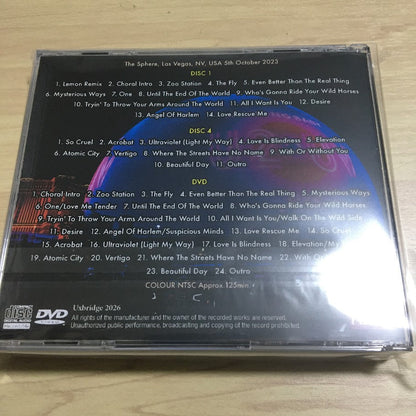 The Sphere, Las Vegas, NV, USA 5th October 2023
DISC 1
1. Lemon Remix 2. Choral Intro 3. Zoo Station 4. The Fly 5. Even Better Than The Real Thing
6. Mysterious Ways 7. One 8. Until The End Of The World 9. Who's Gonna Ride Your Wild Horses
10. Tryin' To Throw Your Arms Around The World 11. All I Want Is You 12. Desire
13. Angel Of Harlem 14. Love Rescue Me
DISC 4
1. So Cruel 2. Acrobat 3. Ultraviolet (Light My Way) 4. Love Is Blindness 5. Elevation
6. Atomic City 7. Vertigo 8. Where The Streets Have No Name 9. With Or Without You
10. Beautiful Day 11. Outro
DVD
1. Choral Intro 2. Zoo Station 3. The Fly 4. Even Better Than The Real Thing 5. Mysterious Ways
6. One/Love Me Tender 7. Until The End Of The World 8. Who's Gonna Ride Your Wild Horses
9. Tryin' To Throw Your Arms Around The World 10. All I Want Is You/Walk On The Wild Side
11. Desire 12. Angel Of Harlem/Suspicious Minds 13. Love Rescue Me 14. So Cruel
15. Acrobat 16. Ultraviolet (Light My Way) 17. Love Is Blindness 18. Elevation/My
19. Atomic City 20. Vertigo 21. Where The Streets Have No Name 22. With Or
23. Beautiful Day 24. Outro
COLOUR NTSC Approx.125min.
COMPACT disc DIGITAL AUDIO
DVD
Uxbridge 2026
All rights of the manufacturer and the owner of the recorded works are reserved.
Unauthorized public performance, broadcasting and copying of the record prohibited.